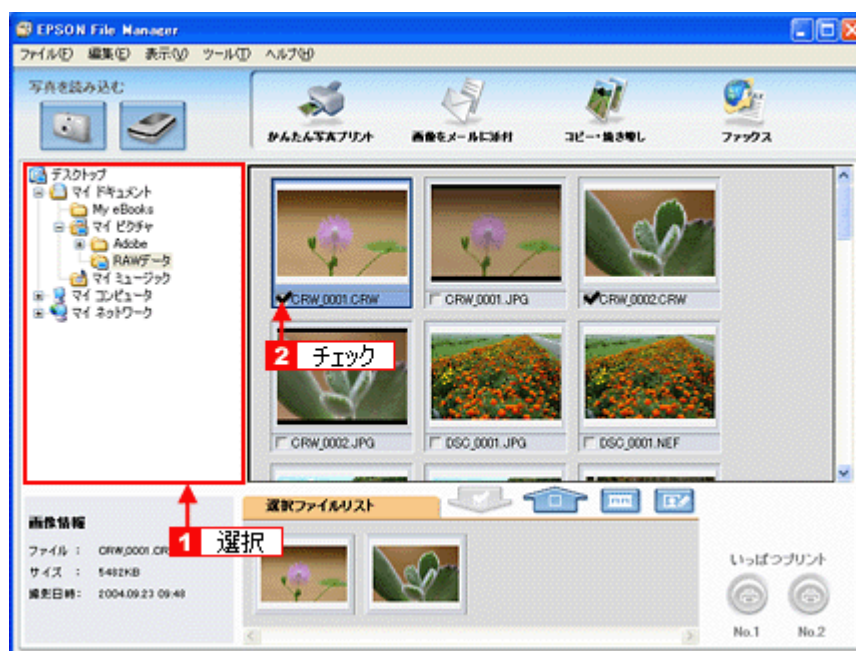 EPSON File Manager
ファイル(F) 編集(E) 表示(V) ツール(T) ヘルプ(H)
写真を読み込む
かんたん写真プリント 画像をメールに添付 コピー・焼き増し ファックス
デスクトップ
マイ ドキュメント
My eBooks
マイ ピクチャ
Adobe
RAWデータ
マイ ミュージック
マイ コンピュータ
マイ ネットワーク
CRW_0001.CRW CRW_0001.JPG CRW_0002.CRW
2 チェック
CRW_0002.JPG DSC_0001.JPG DSC_0001.NEF
選択ファイルリスト
1 選択
画像情報
ファイル : CRW_0001.CR
サイズ : 5482KB
撮影日時: 2004.09.23 09:48
いっぱつプリント
No.1 No.2